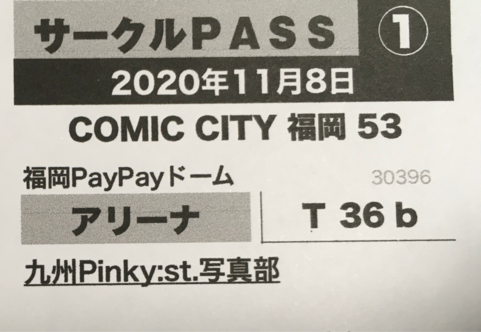 サークルPASS ①
2020年11月8日
COMIC CITY 福岡 53
福岡PayPayドーム 30396
アリーナ T 36 b
九州Pinky:st.写真部